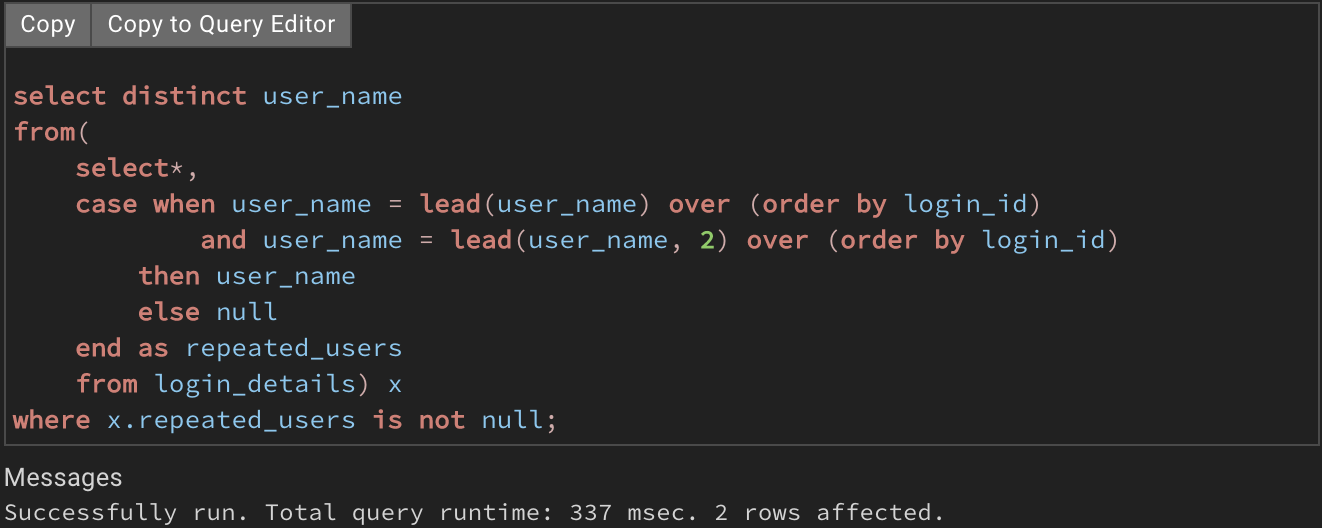 Copy Copy to Query Editor
select distinct user_name
from(
    select*,
    case when user_name = lead(user_name) over (order by login_id)
            and user_name = lead(user_name, 2) over (order by login_id)
        then user_name
        else null
    end as repeated_users
    from login_details) x
where x.repeated_users is not null;
Messages
Successfully run. Total query runtime: 337 msec. 2 rows affected.